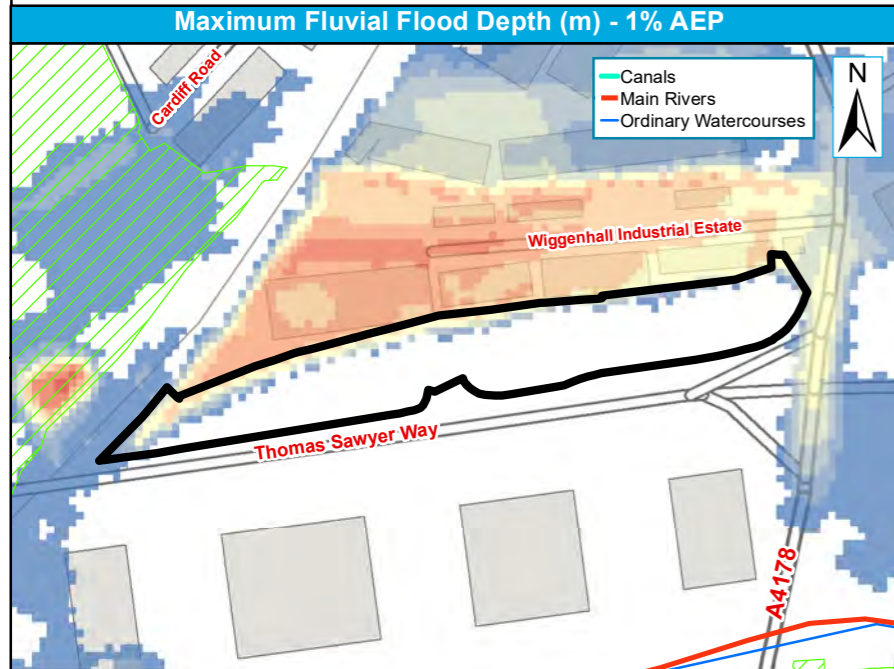 Maximum Fluvial Flood Depth (m) - 1% AEP
Cardiff Road
Canals
Main Rivers
Ordinary Watercourses
N
Wiggenhall Industrial Estate
Thomas Sawyer Way
A4178